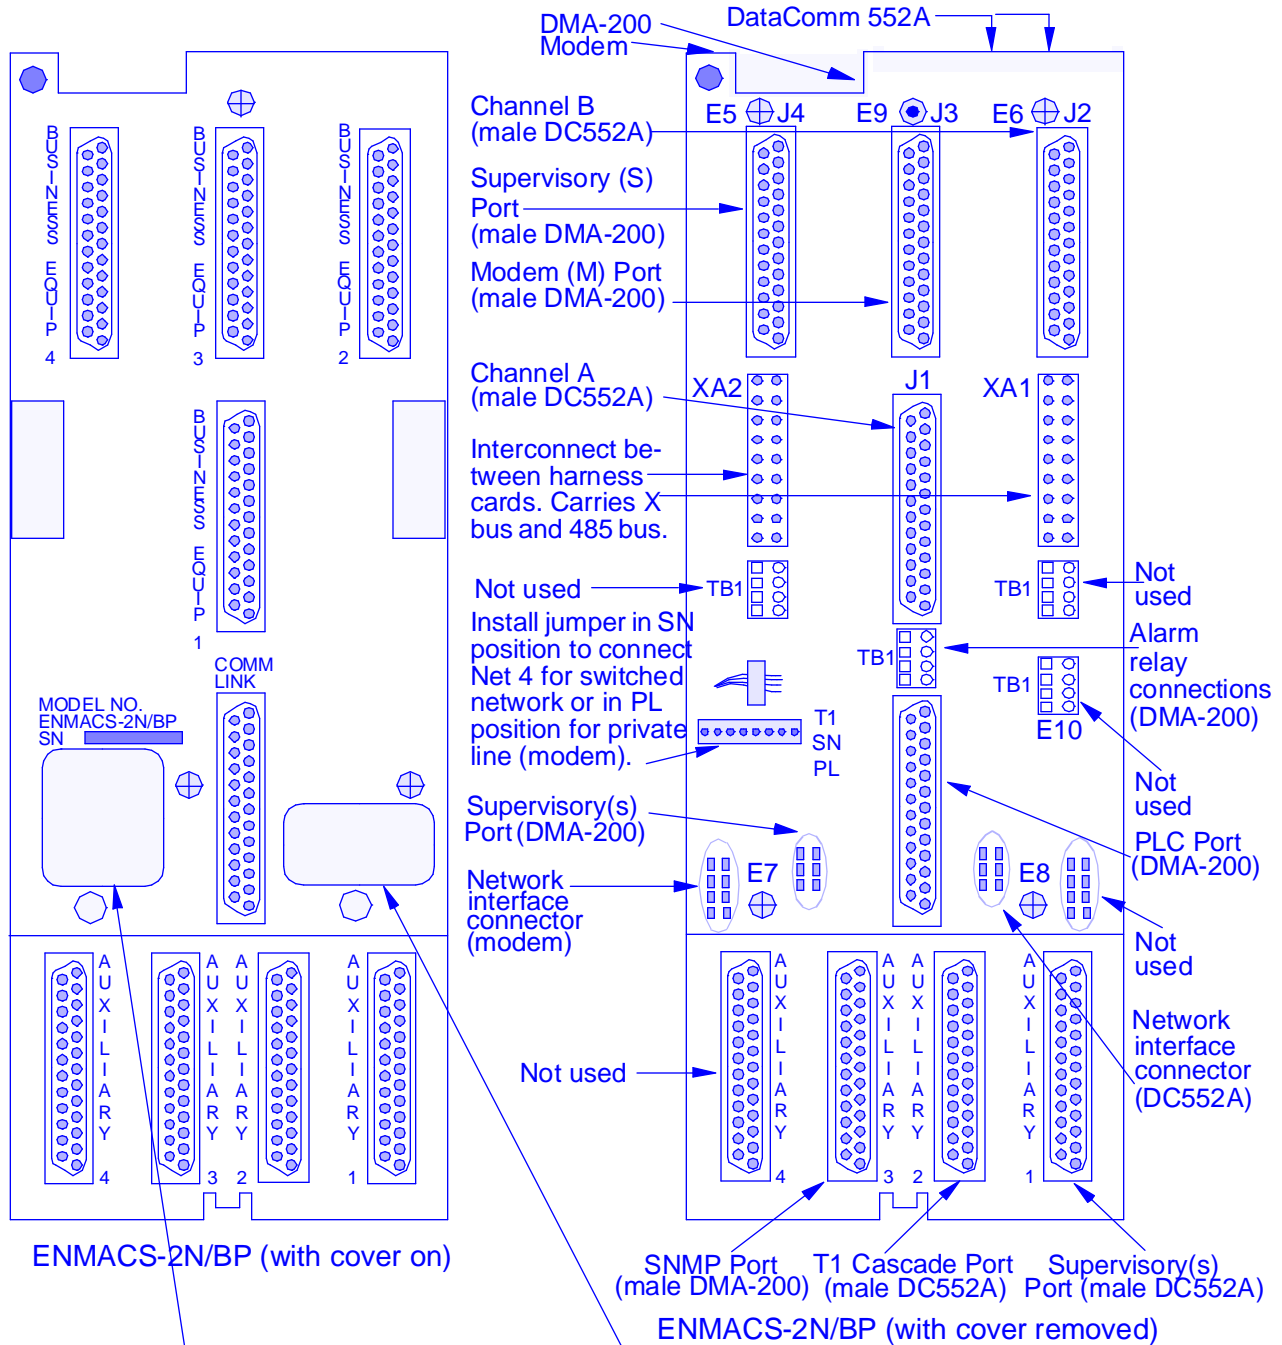 DMA-200
Modem
DataComm 552A
BUSINESS EQUIP 4
BUSINESS EQUIP 3
BUSINESS EQUIP 2
BUSINESS EQUIP 1
COMM
LINK
MODEL NO.
ENMACS-2N/BP
SN
AUXILIARY 4
AUXILIARY 3
AUXILIARY 2
AUXILIARY 1
ENMACS-2N/BP (with cover on)
Channel B
(male DC552A)
Supervisory (S)
Port
(male DMA-200)
Modem (M) Port
(male DMA-200)
Channel A
(male DC552A)
Interconnect be-
tween harness
cards. Carries X
bus and 485 bus.
Not used
Install jumper in SN
position to connect
Net 4 for switched
network or in PL
position for private
line (modem).
Supervisory(s)
Port (DMA-200)
Network
interface
connector
(modem)
Not used
E5 J4
E9 J3
E6 J2
XA2
J1
XA1
TB1
TB1
TB1
TB1
E10
T1
SN
PL
E7
E8
Not
used
Alarm
relay
connections
(DMA-200)
Not
used
PLC Port
(DMA-200)
Not
used
Network
interface
connector
(DC552A)
AUXILIARY 4
AUXILIARY 3
AUXILIARY 2
AUXILIARY 1
SNMP Port
(male DMA-200)
T1 Cascade Port
(male DC552A)
Supervisory(s)
Port (male DC552A)
ENMACS-2N/BP (with cover removed)